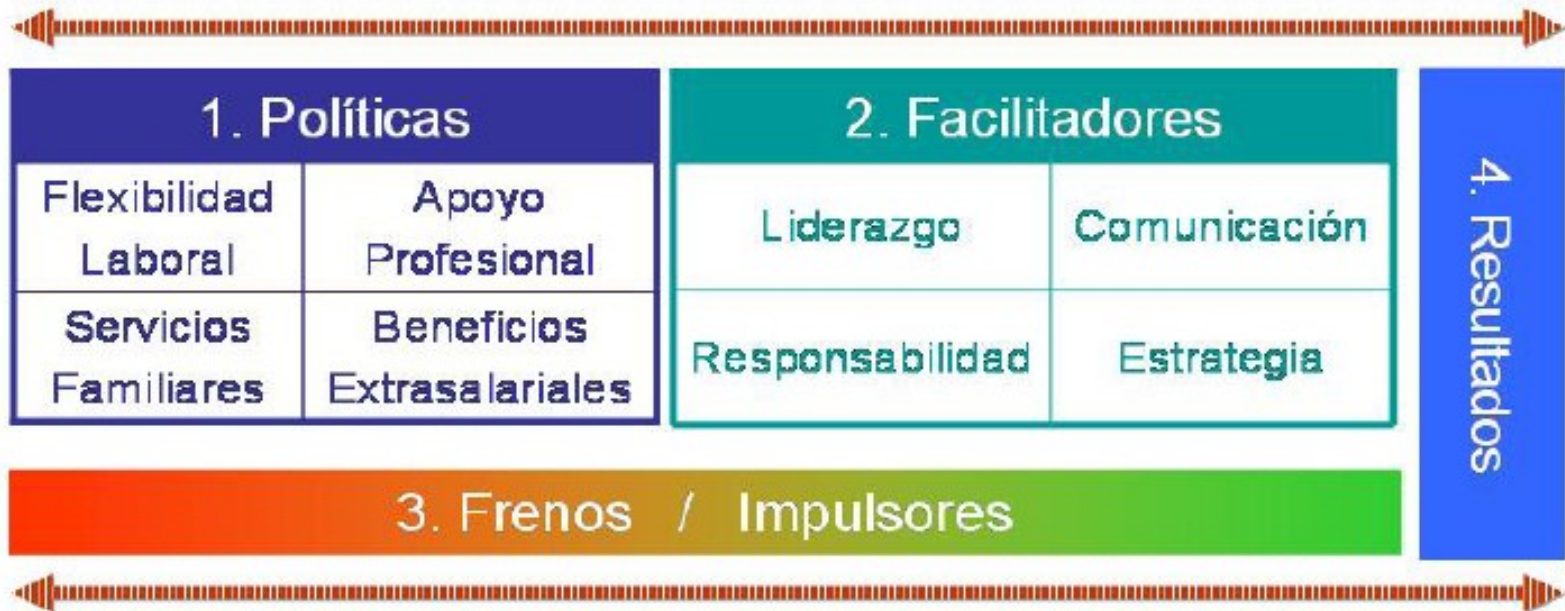 1. Políticas
Flexibilidad
Laboral
Apoyo
Profesional
Servicios
Familiares
Beneficios
Extrasalariales
2. Facilitadores
Liderazgo
Comunicación
Responsabilidad
Estrategia
3. Frenos / Impulsores
4. Resultados